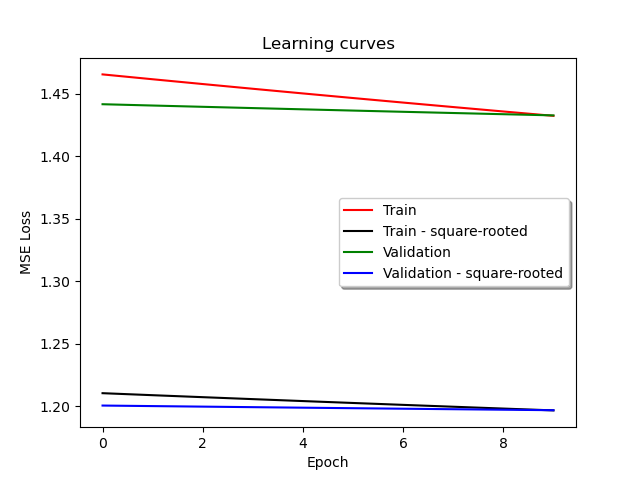 Learning curves
MSE Loss
1.45
1.40
1.35
1.30
1.25
1.20
Train
Train - square-rooted
Validation
Validation - square-rooted
0 2 4 6 8
Epoch